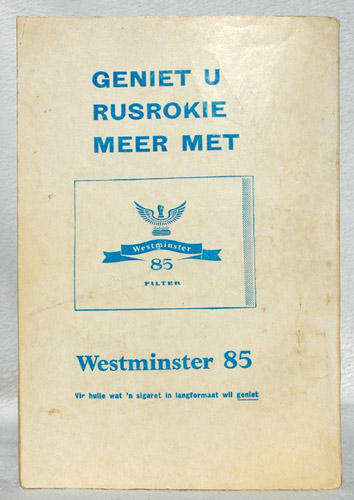 GENIET U
RUSROKIE
MEER MET
Westminster
85
FILTER
Westminster 85
Vir hulle wat 'n sigaret in langformaat wil geniet